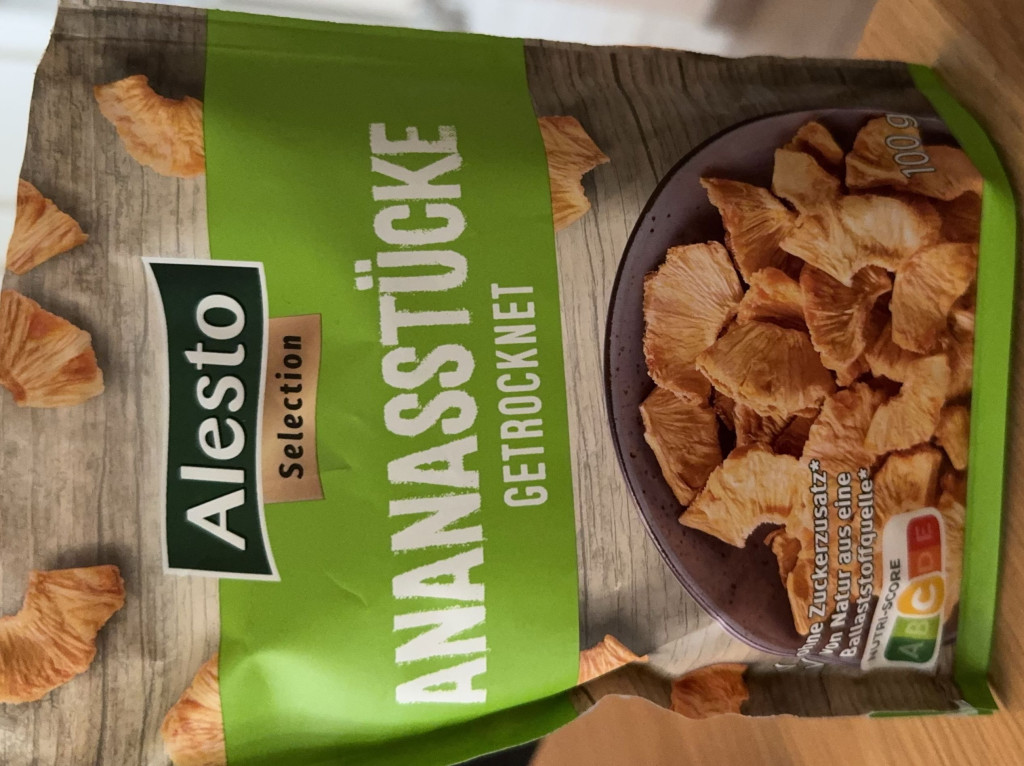 Alesto
Selection
ANANASSTÜCKE
GETROCKNET
Ohne Zuckerzusatz*
Von Natur aus eine
Ballaststoffquelle*
NUTRI-SCORE
A B C D E
100 g